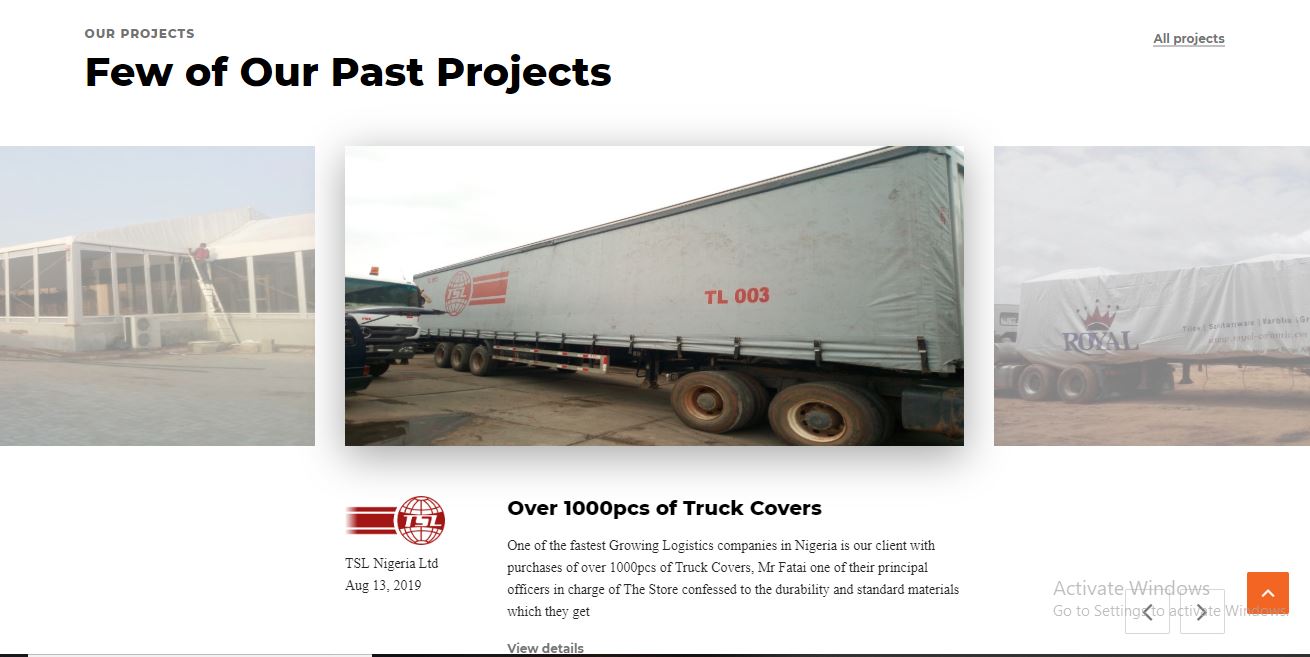 OUR PROJECTS
All projects
Few of Our Past Projects
TSL
TL 003
ROYAL
TSL
Over 1000pcs of Truck Covers
One of the fastest Growing Logistics companies in Nigeria is our client with
purchases of over 1000pcs of Truck Covers, Mr Fatai one of their principal
officers in charge of The Store confessed to the durability and standard materials
which they get
TSL Nigeria Ltd
Aug 13, 2019
View details
Activate Windows
Go to Settings to activate Windows.